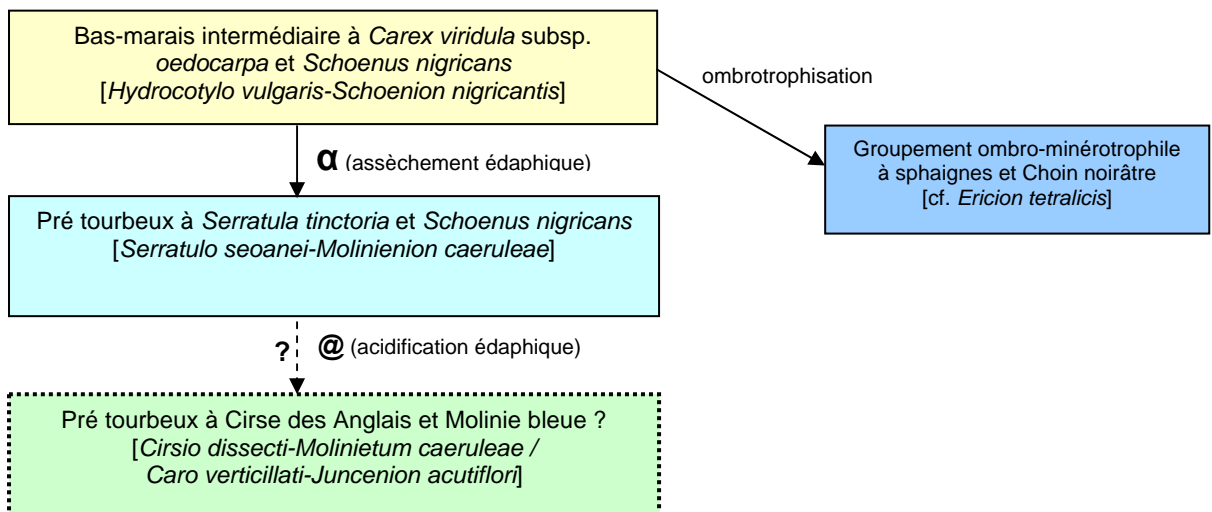 Bas-marais intermédiaire à Carex viridula subsp.
oedocarpa et Schoenus nigricans
[Hydrocotylo vulgaris-Schoenion nigricantis]
ombrotrophisation
Groupement ombro-minérotrophile
à sphaignes et Choin noirâtre
[cf. Ericion tetralicis]
α (assèchement édaphique)
Pré tourbeux à Serratula tinctoria et Schoenus nigricans
[Serratulo seoanei-Molinienion caeruleae]
? @ (acidification édaphique)
Pré tourbeux à Cirse des Anglais et Molinie bleue ?
[Cirsio dissecti-Molinietum caeruleae /
Caro verticillati-Juncenion acutiflori]